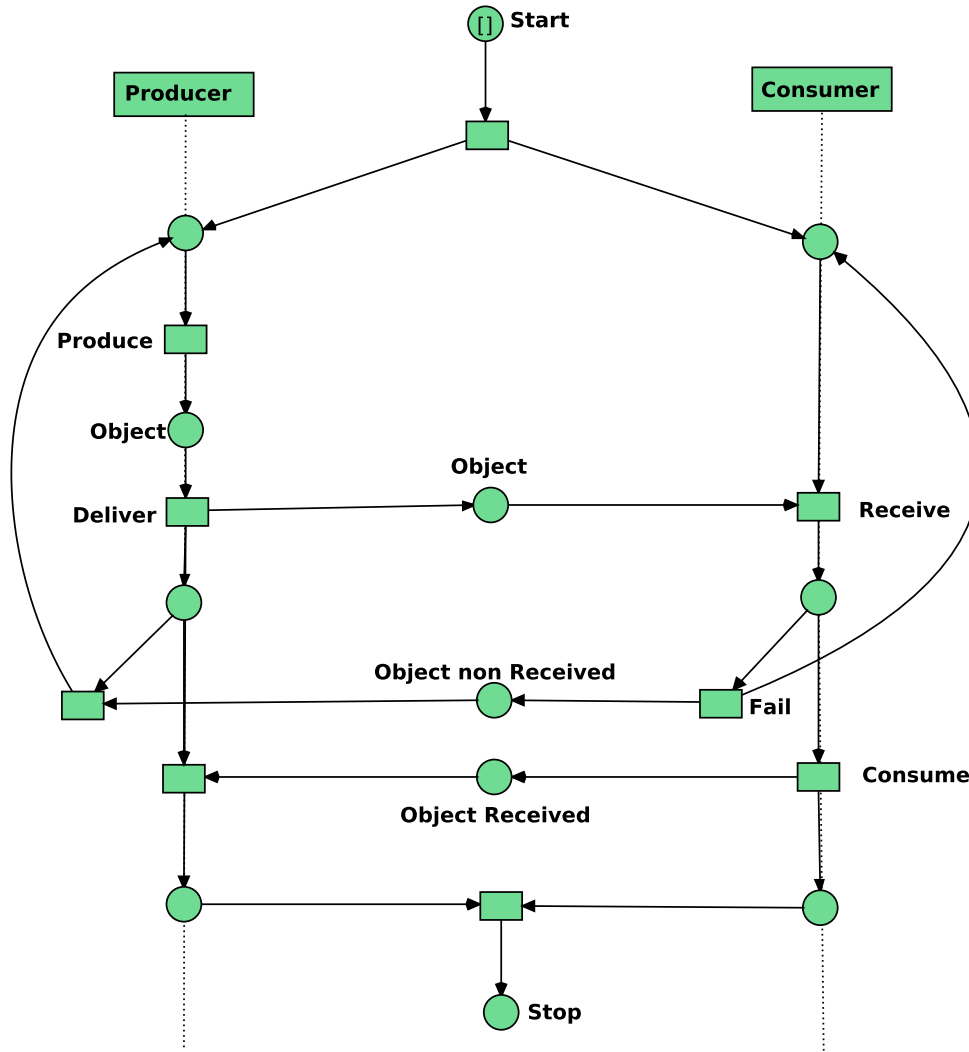 [] Start
Producer
Consumer
Produce
Object
Object
Deliver
Receive
Object non Received
Fail
Consume
Object Received
Stop